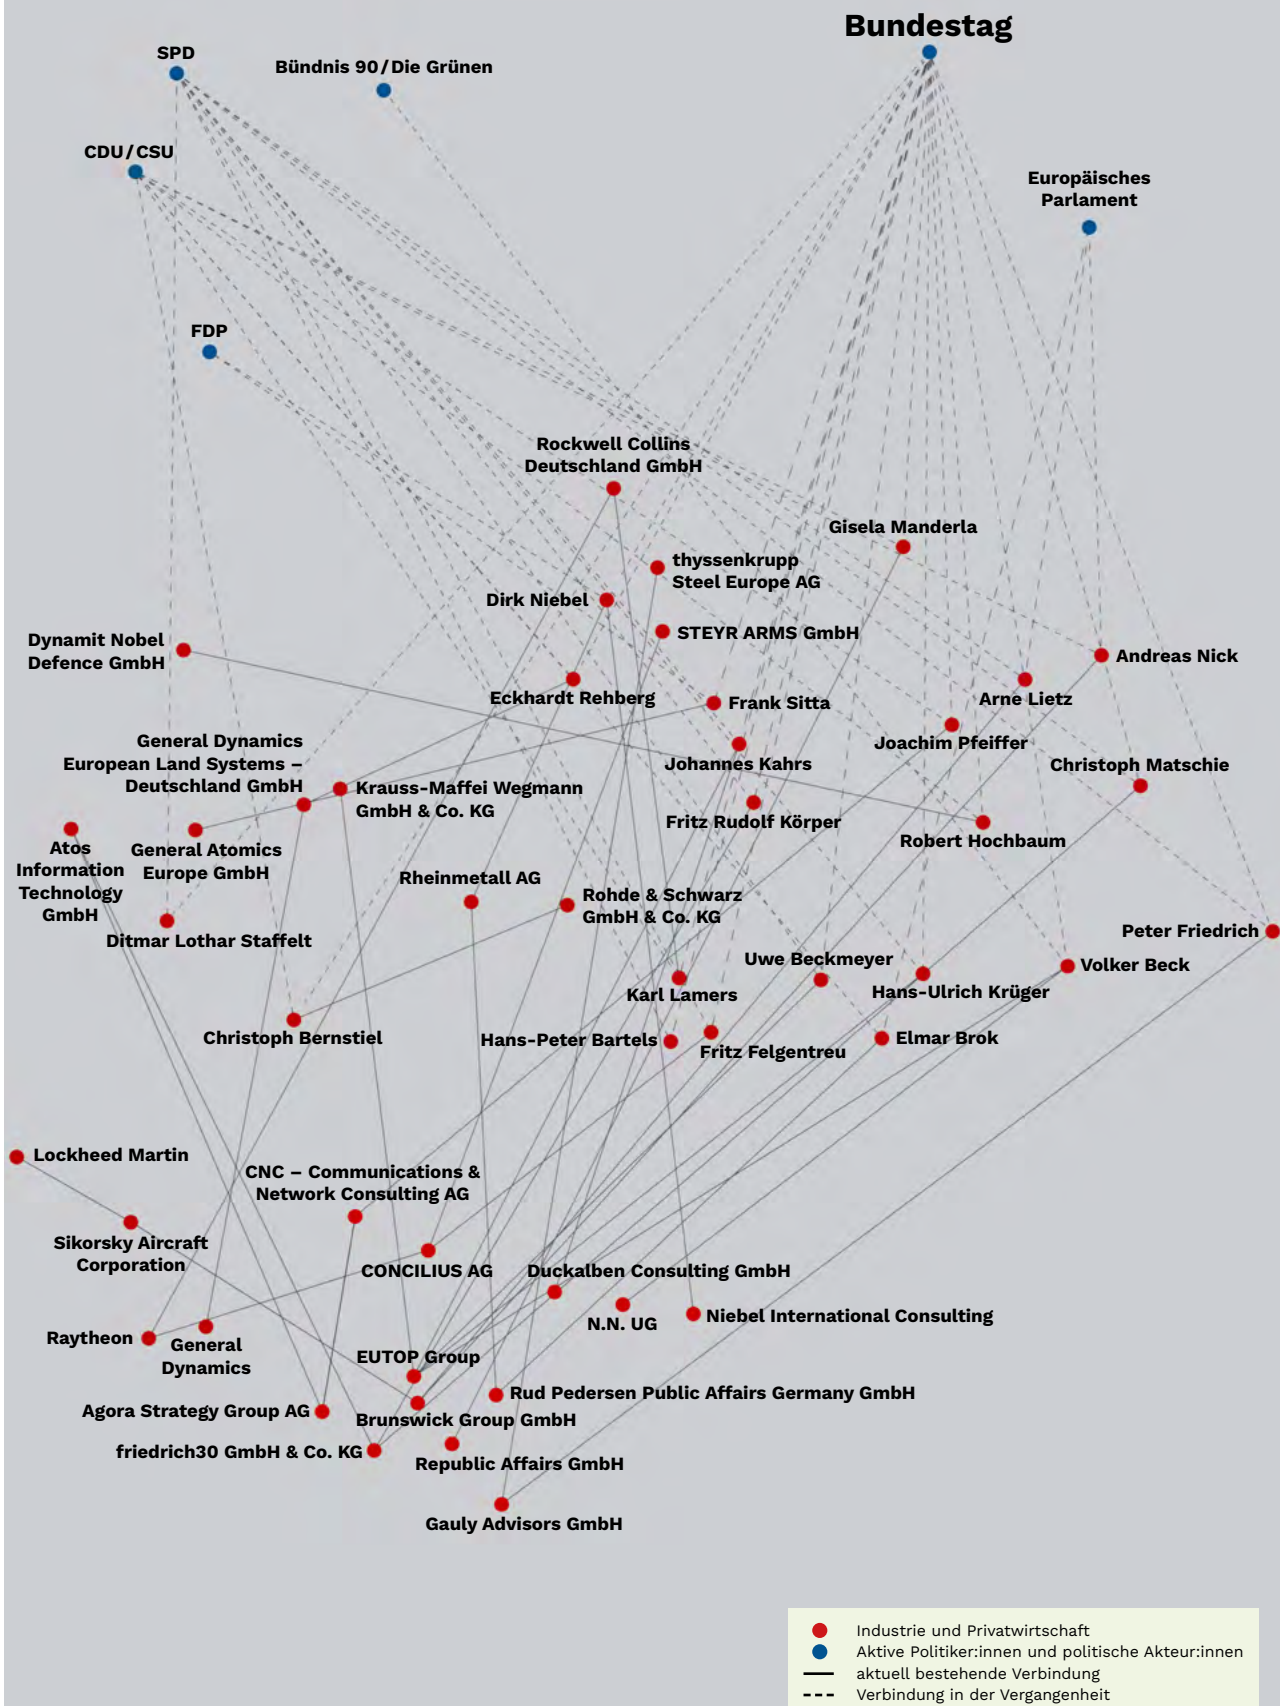 Bundestag
SPD
Bündnis 90/Die Grünen
CDU/CSU
Europäisches
Parlament
FDP
Rockwell Collins
Deutschland GmbH
Gisela Manderla
thyssenkrupp
Steel Europe AG
Dirk Niebel
STEYR ARMS GmbH
Dynamit Nobel
Defence GmbH
Andreas Nick
Eckhardt Rehberg
Arne Lietz
Frank Sitta
General Dynamics
European Land Systems –
Deutschland GmbH
Joachim Pfeiffer
Johannes Kahrs
Christoph Matschie
Krauss-Maffei Wegmann
GmbH & Co. KG
Fritz Rudolf Körper
Robert Hochbaum
Atos
Information
Technology
GmbH
General Atomics
Europe GmbH
Rheinmetall AG
Rohde & Schwarz
GmbH & Co. KG
Ditmar Lothar Staffelt
Peter Friedrich
Uwe Beckmeyer
Volker Beck
Karl Lamers
Hans-Ulrich Krüger
Christoph Bernstiel
Hans-Peter Bartels
Fritz Felgentreu
Elmar Brok
Lockheed Martin
CNC – Communications &
Network Consulting AG
Sikorsky Aircraft
Corporation
CONCILIUS AG
Duckalben Consulting GmbH
N.N. UG
Niebel International Consulting
Raytheon
General
Dynamics
EUTOP Group
Rud Pedersen Public Affairs Germany GmbH
Agora Strategy Group AG
Brunswick Group GmbH
friedrich30 GmbH & Co. KG
Republic Affairs GmbH
Gauly Advisors GmbH
Industrie und Privatwirtschaft
Aktive Politiker:innen und politische Akteur:innen
aktuell bestehende Verbindung
Verbindung in der Vergangenheit